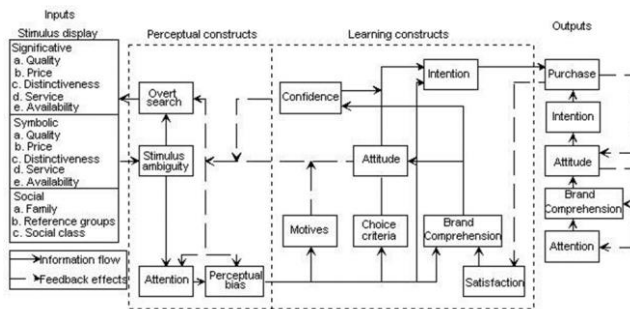 Inputs
Stimulus display
Significative
a. Quality
b. Price
c. Distinctiveness
d. Service
e. Availability
Symbolic
a. Quality
b. Price
c. Distinctiveness
d. Service
e. Availability
Social
a. Family
b. Reference groups
c. Social class
Information flow
Feedback effects
Perceptual constructs
Overt
search
Stimulus
ambiguity
Attention
Perceptual
bias
Learning constructs
Confidence
Intention
Attitude
Motives
Choice
criteria
Brand
Comprehension
Satisfaction
Outputs
Purchase
Intention
Attitude
Brand
Comprehension
Attention